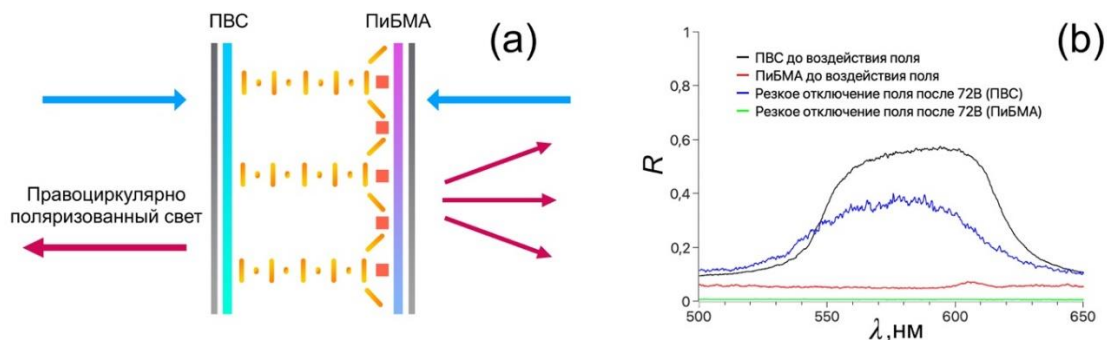 ПВС
ПиБМА
(a)
Правоциркулярно
поляризованный свет
(b)
ПВС до воздействия поля
ПиБМА до воздействия поля
Резкое отключение поля после 72В (ПВС)
Резкое отключение поля после 72В (ПиБМА)
R
1
0,8
0,6
0,4
0,2
0
500
550
600
650
λ,нм